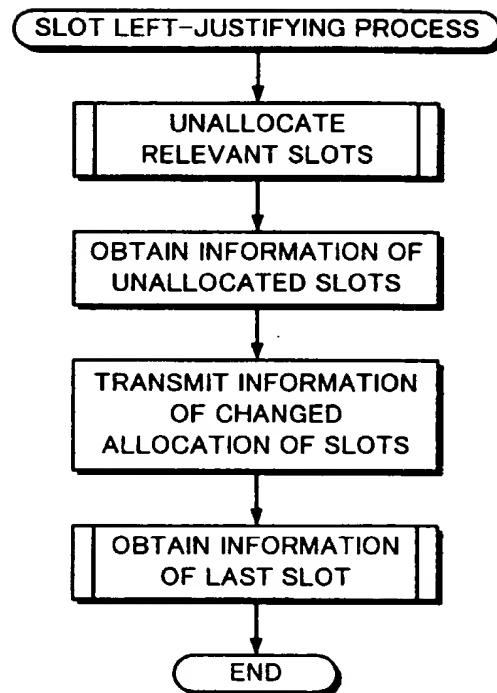 SLOT LEFT-JUSTIFYING PROCESS
UNALLOCATE
RELEVANT SLOTS
OBTAIN INFORMATION OF
UNALLOCATED SLOTS
TRANSMIT INFORMATION
OF CHANGED
ALLOCATION OF SLOTS
OBTAIN INFORMATION
OF LAST SLOT
END